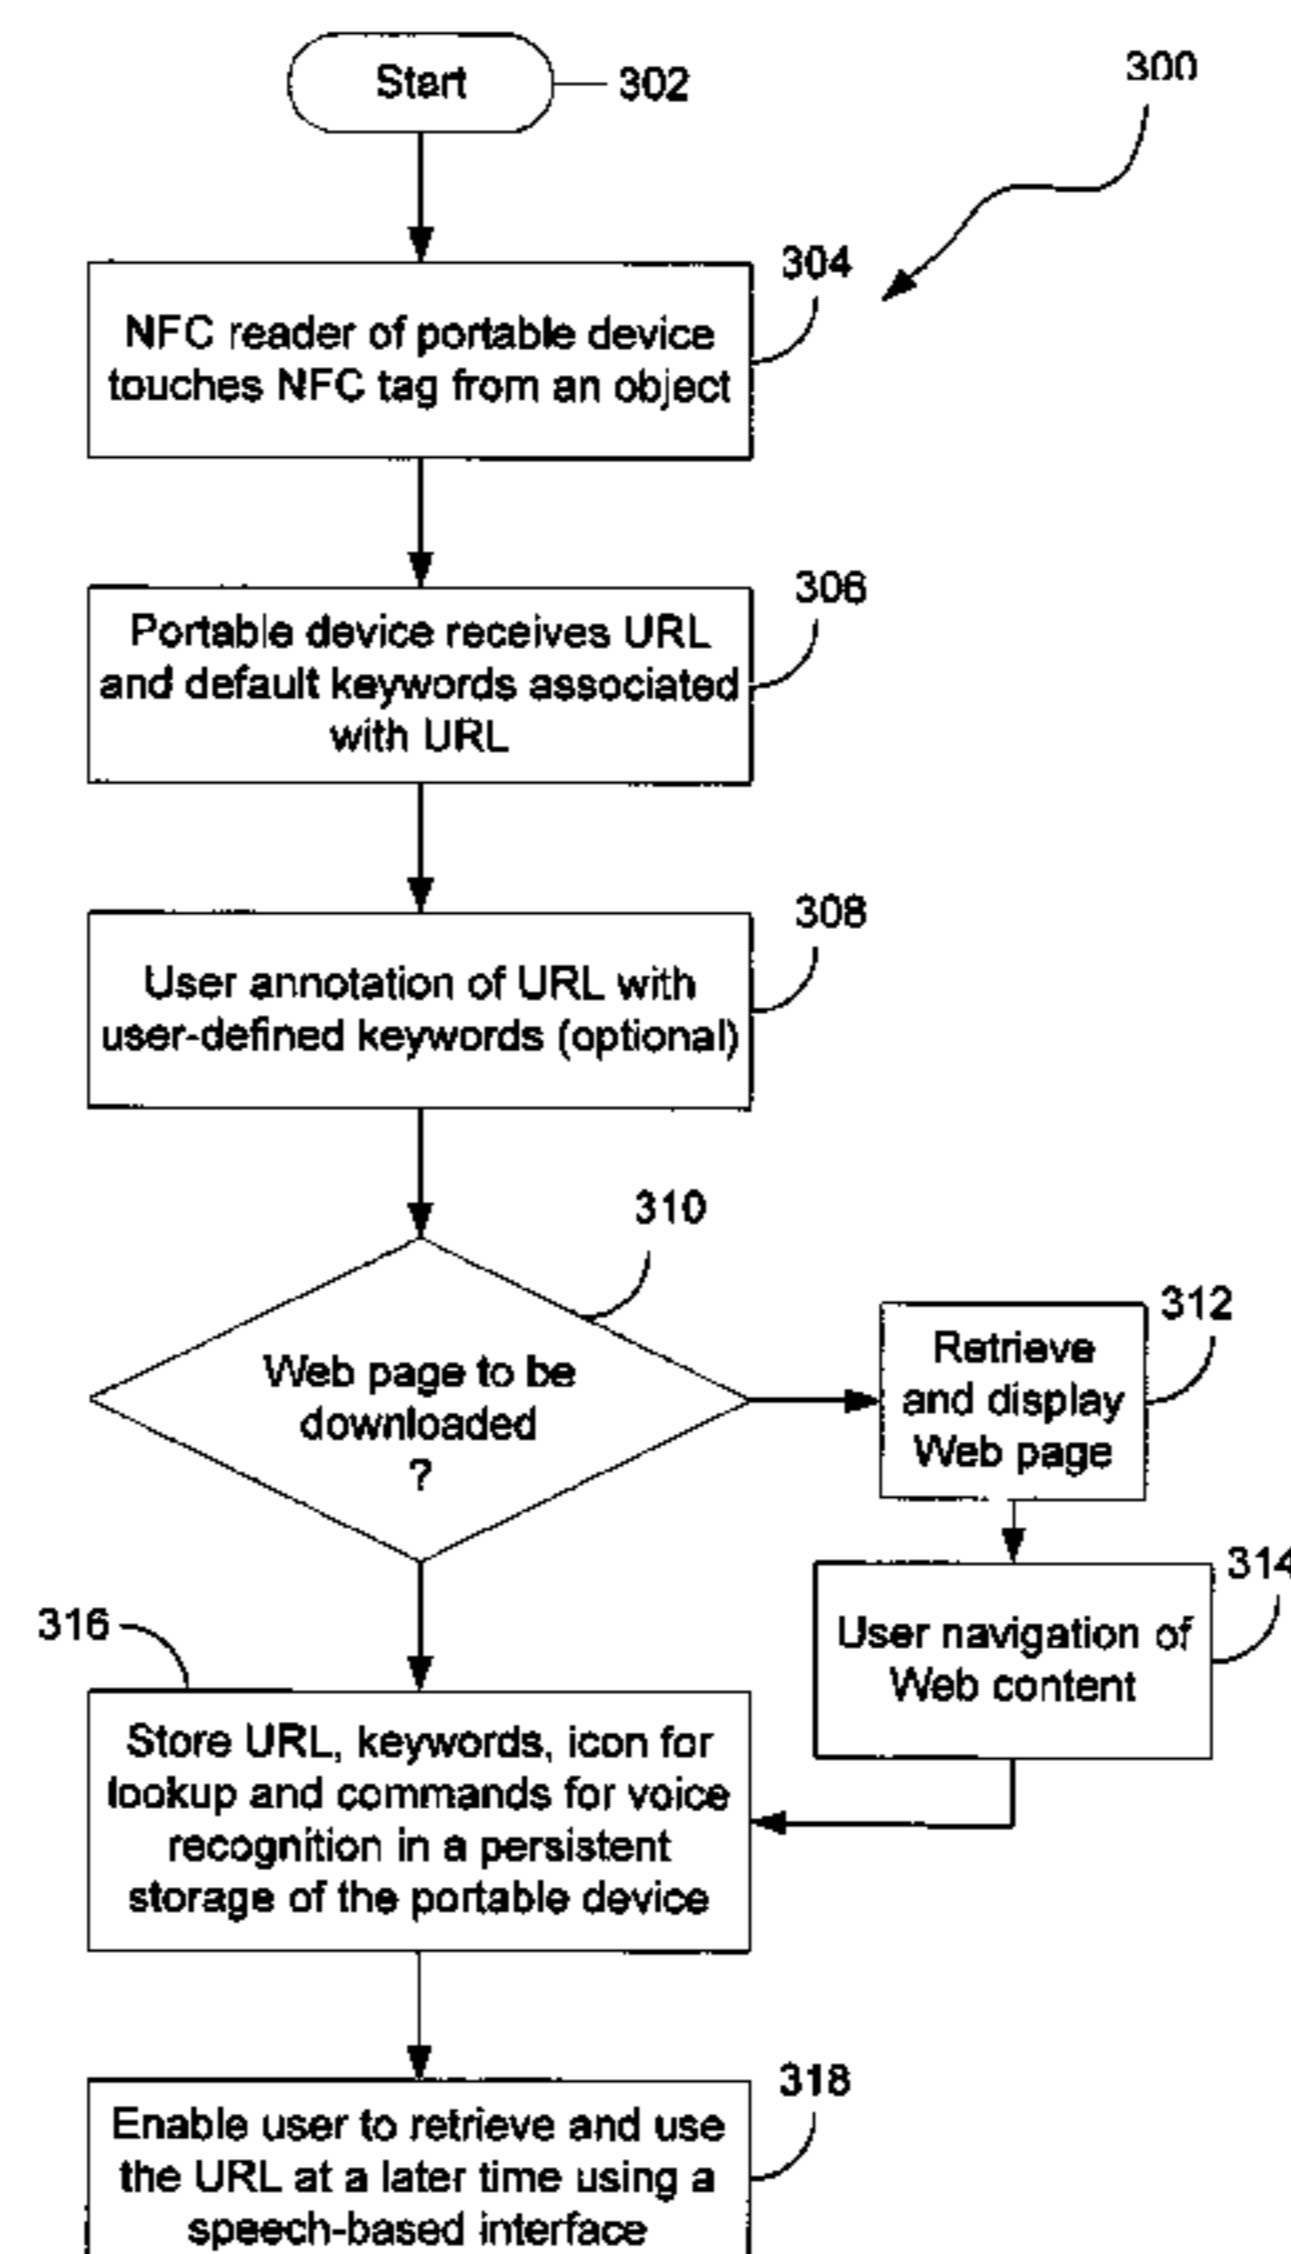 Start
302
300
304
NFC reader of portable device
touches NFC tag from an object
306
Portable device receives URL
and default keywords associated
with URL
308
User annotation of URL with
user-defined keywords (optional)
310
Web page to be
downloaded
?
312
Retrieve
and display
Web page
314
User navigation of
Web content
316
Store URL, keywords, icon for
lookup and commands for voice
recognition in a persistent
storage of the portable device
318
Enable user to retrieve and use
the URL at a later time using a
speech-based interface